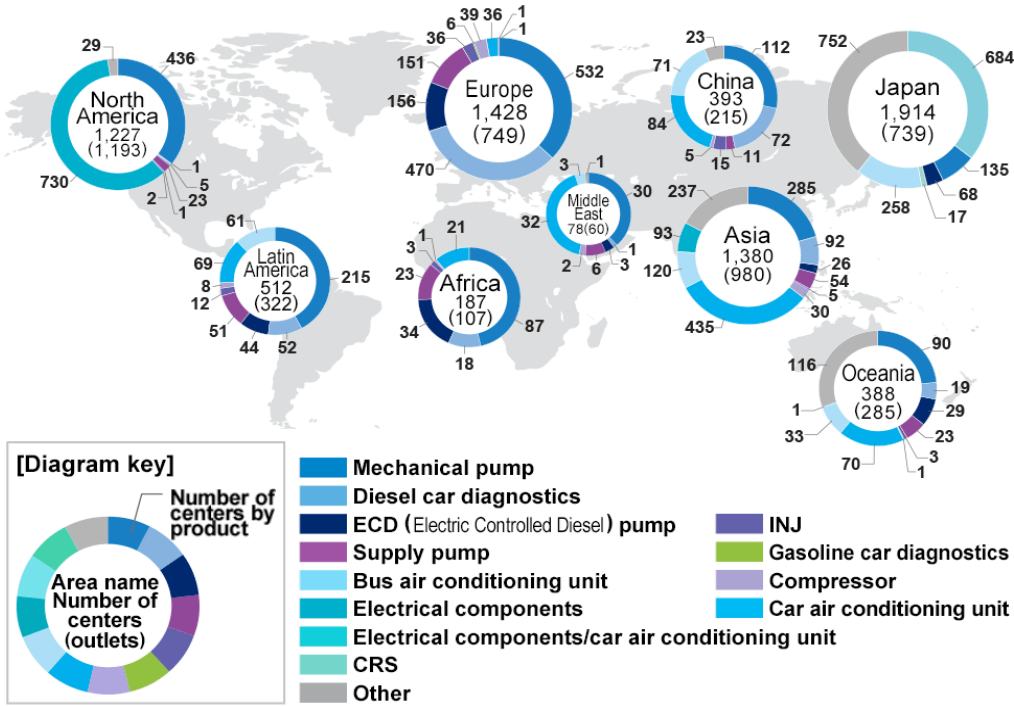 29
436
North
America
1,227
(1,193)
730
1
5
23
1
2
1
1
36
39
6
36
151
156
470
532
Europe
1,428
(749)
23
112
71
China
393
(215)
84
72
5
15
11
752
684
Japan
1,914
(739)
135
68
17
258
3
1
30
Middle
East
78(60)
32
2
6
3
1
61
215
Latin
America
512
(322)
69
8
12
51
44
52
21
1
3
23
Africa
187
(107)
34
18
87
237
285
93
Asia
1,380
(980)
92
26
54
5
30
120
435
116
90
Oceania
388
(285)
19
29
23
3
1
70
33
1
[Diagram key]
Number of
centers by
product
Area name
Number of
centers
(outlets)
Mechanical pump
Diesel car diagnostics
ECD (Electric Controlled Diesel) pump
Supply pump
Bus air conditioning unit
Electrical components
Electrical components/car air conditioning unit
CRS
Other
INJ
Gasoline car diagnostics
Compressor
Car air conditioning unit